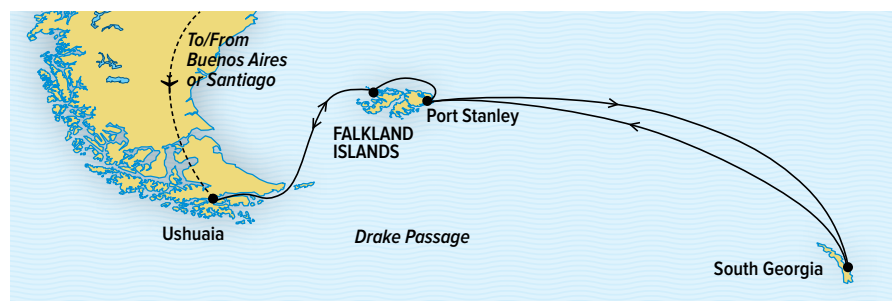 To/From
Buenos Aires
or Santiago
Port Stanley
FALKLAND
ISLANDS
Ushuaia
Drake Passage
South Georgia